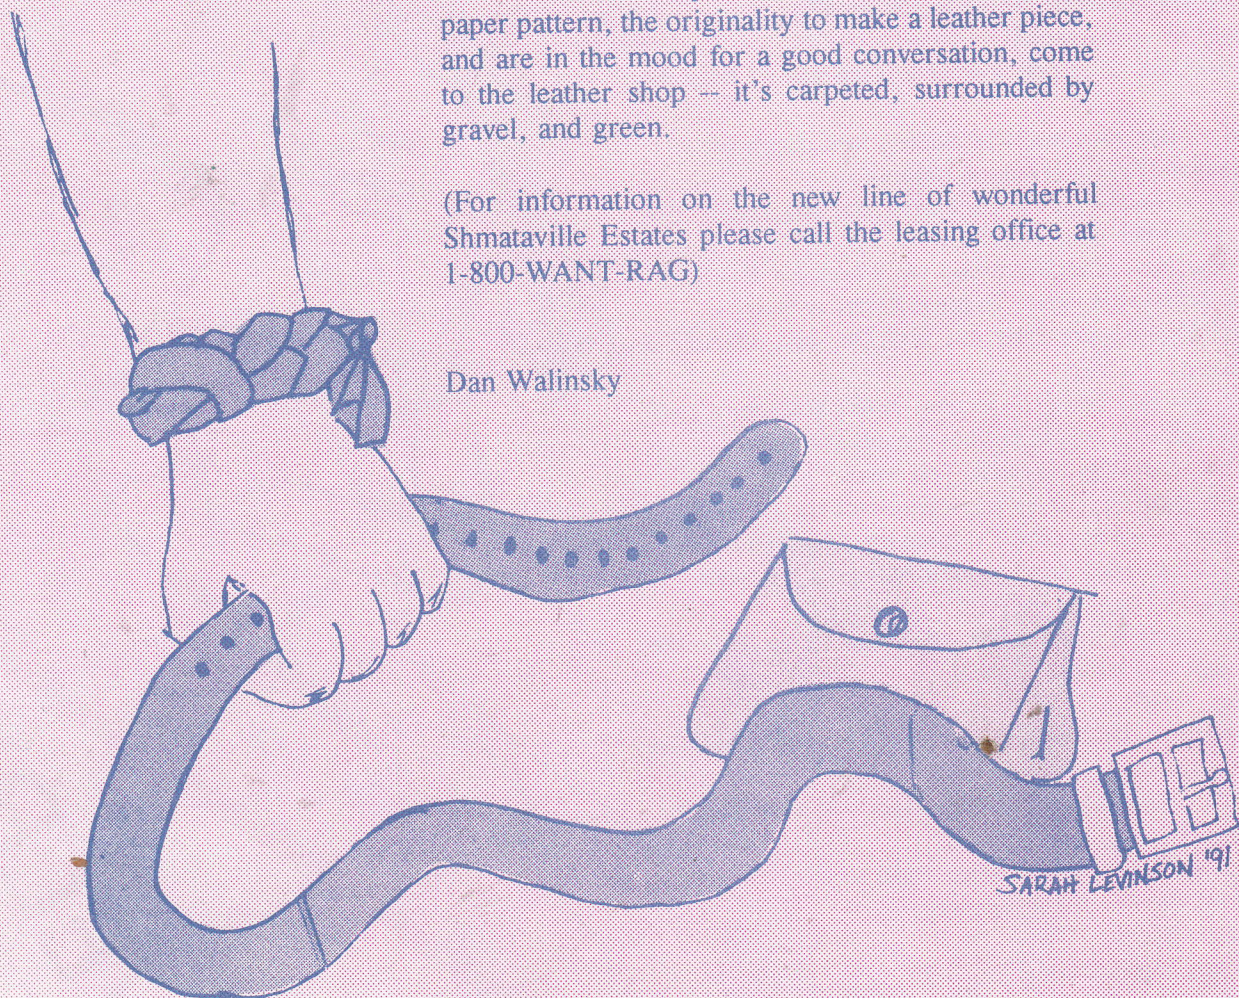 paper pattern, the originality to make a leather piece,
and are in the mood for a good conversation, come
to the leather shop -- it's carpeted, surrounded by
gravel, and green.
(For information on the new line of wonderful
Shmataville Estates please call the leasing office at
1-800-WANT-RAG)
Dan Walinsky
SARAH LEVINSON '91